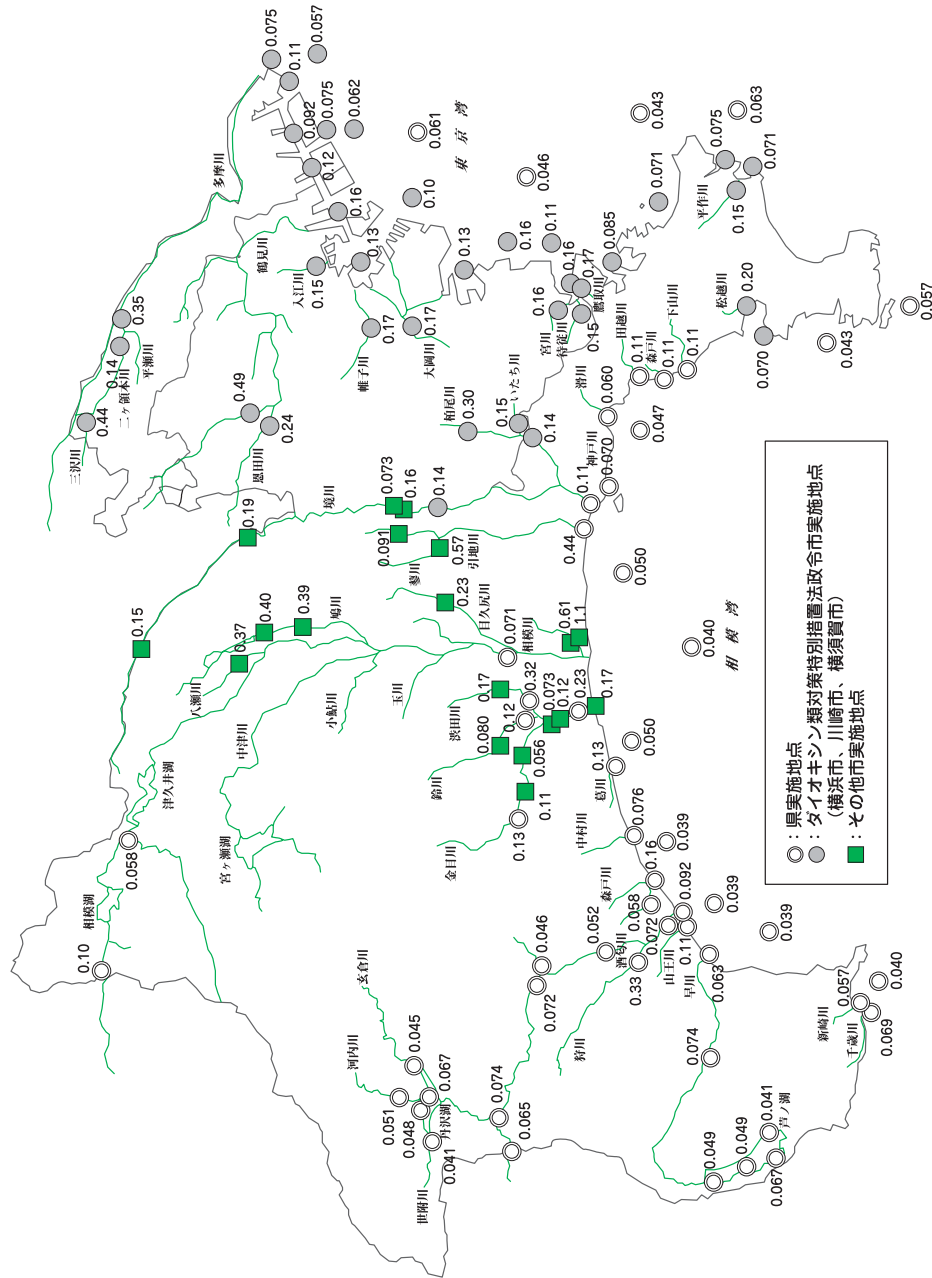 0.075
0.11
0.057
0.092
0.075
0.062
0.12
0.061
東 京 湾
0.16
0.10
多摩川
鶴見川
入江川
0.15
0.13
0.13
0.046
0.16
0.11
0.043
0.063
0.075
0.071
0.071
平作川
0.15
0.085
0.16
0.17
鷹取川
0.16
宮川
侍従川
0.15
0.35
0.14
平瀬川
二ヶ領本川
0.44
三沢川
0.49
0.24
恩田川
0.17
帷子川
0.17
大岡川
柏尾川
0.30
いたち川
0.15
0.14
田越川
0.11
森戸川
0.11
下山川
0.11
松越川
0.20
0.070
0.043
0.057
滑川
0.060
0.047
神戸川
0.070
0.11
0.44
0.050
境川
0.19
0.073
0.16
0.14
0.091
0.57
引地川
蓼川
0.23
目久尻川
0.15
0.40
0.39
0.37
鳩川
八瀬川
中津川
小鮎川
玉川
相模川
0.071
0.61
1.1
0.040
相 模 湾
0.32
0.17
渋田川
0.12
0.073
0.12
0.23
0.17
0.080
鈴川
0.056
0.11
0.13
金目川
0.13
葛川
0.050
津久井湖
宮ヶ瀬湖
0.058
相模湖
0.10
中村川
0.076
0.039
森戸川
0.16
0.058
0.092
0.039
0.072
0.11
0.039
山王川
早川
0.063
酒匂川
0.052
0.33
0.046
0.072
狩川
玄倉川
河内川
0.045
0.051
0.067
0.048
丹沢湖
0.041
世附川
0.074
0.065
0.074
0.049
0.049
0.041
芦ノ湖
0.067
新崎川
千歳川
0.057
0.040
0.069
：県実施地点
：ダイオキシン類対策特別措置法政令市実施地点
（横浜市、川崎市、横須賀市）
：その他市実施地点